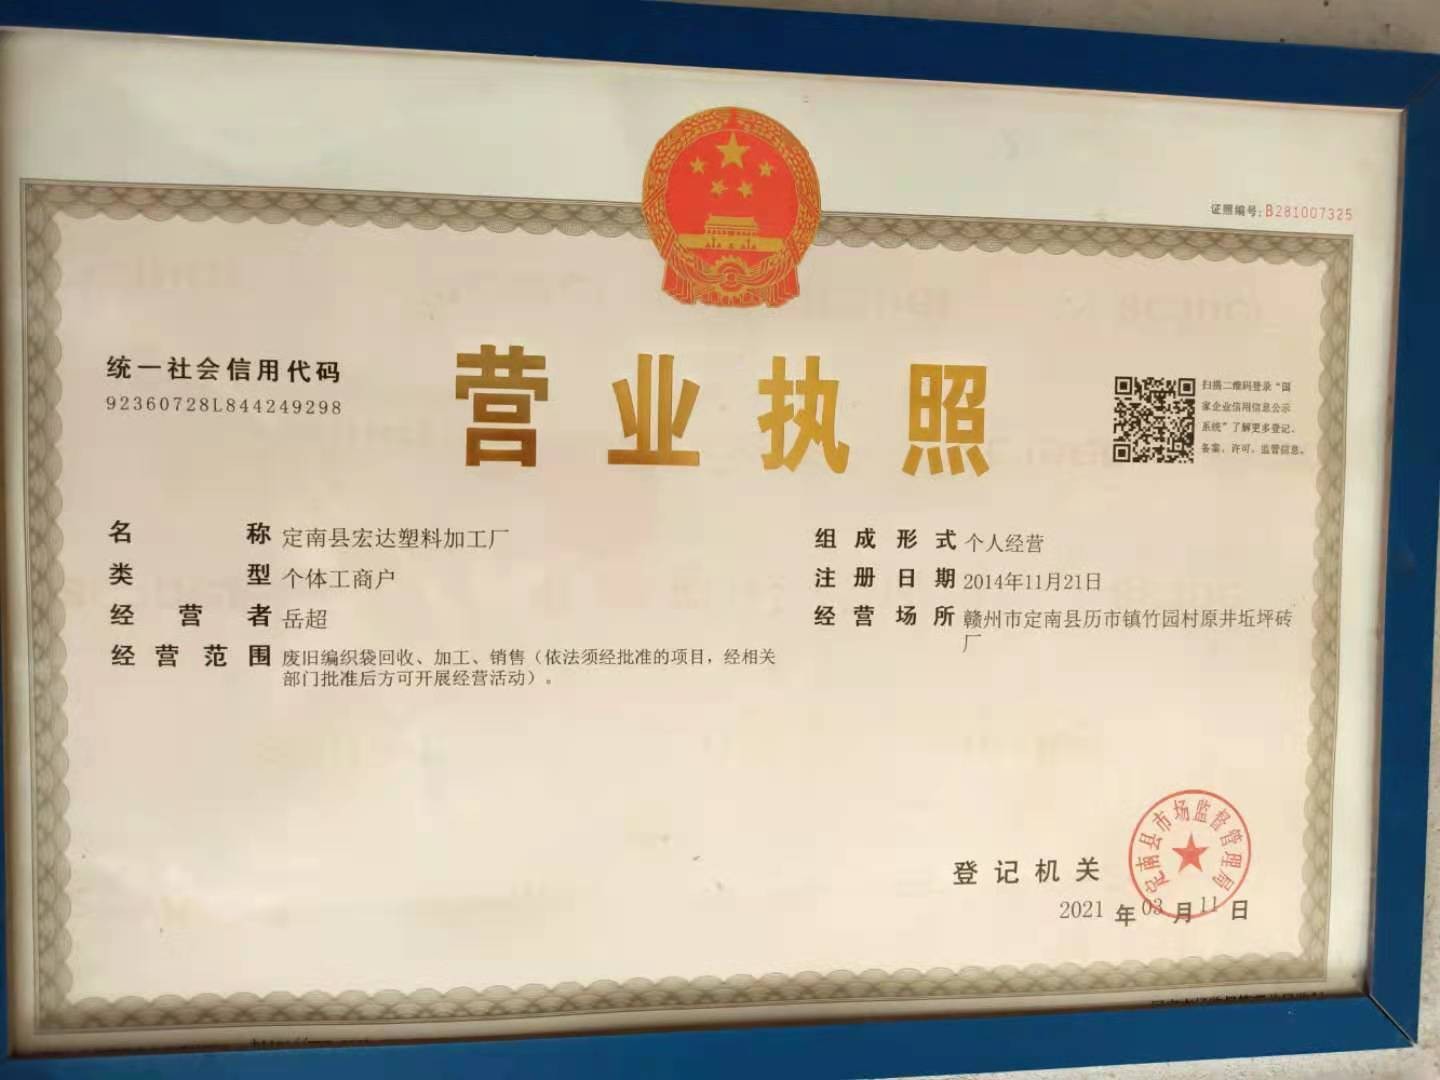 证照编号:B281007325
统一社会信用代码
92360728L844249298
营业执照
扫描二维码登录“国
家企业信用信息公示
系统”了解更多登记、
备案、许可、监管信息。
名称 定南县宏达塑料加工厂
类型 个体工商户
经营者 岳超
经营范围 废旧编织袋回收、加工、销售（依法须经批准的项目，经相关
部门批准后方可开展经营活动）。
组成形式 个人经营
注册日期 2014年11月21日
经营场所 赣州市定南县历市镇竹园村原井坵坪砖
厂
定南县市场监督管理局
登记机关
2021 年 03 月 11 日